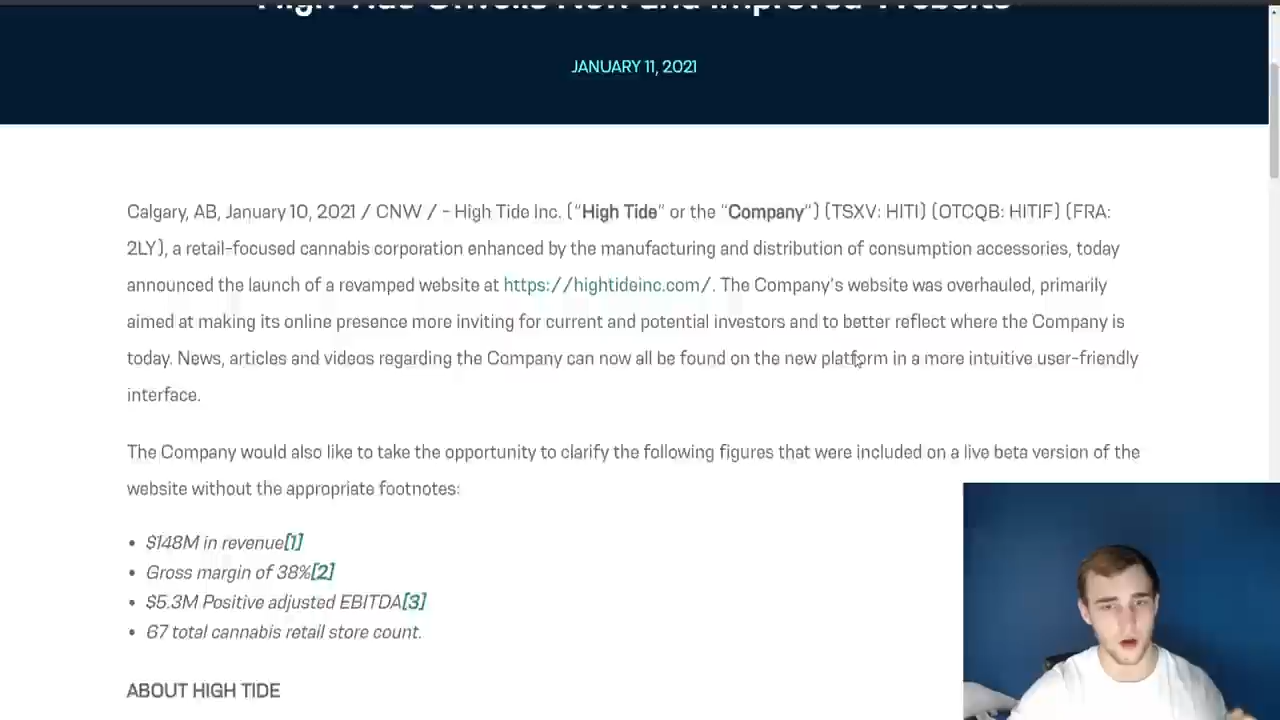 High Tide Unveils New and Improved Website
JANUARY 11, 2021
Calgary, AB, January 10, 2021 / CNW / - High Tide Inc. (“High Tide” or the “Company”) (TSXV: HITI) (OTCQB: HITIF) (FRA:
2LY), a retail-focused cannabis corporation enhanced by the manufacturing and distribution of consumption accessories, today
announced the launch of a revamped website at https://hightideinc.com/. The Company’s website was overhauled, primarily
aimed at making its online presence more inviting for current and potential investors and to better reflect where the Company is
today. News, articles and videos regarding the Company can now all be found on the new platform in a more intuitive user-friendly
interface.
The Company would also like to take the opportunity to clarify the following figures that were included on a live beta version of the
website without the appropriate footnotes:
• $148M in revenue[1]
• Gross margin of 38%[2]
• $5.3M Positive adjusted EBITDA[3]
• 67 total cannabis retail store count.
ABOUT HIGH TIDE